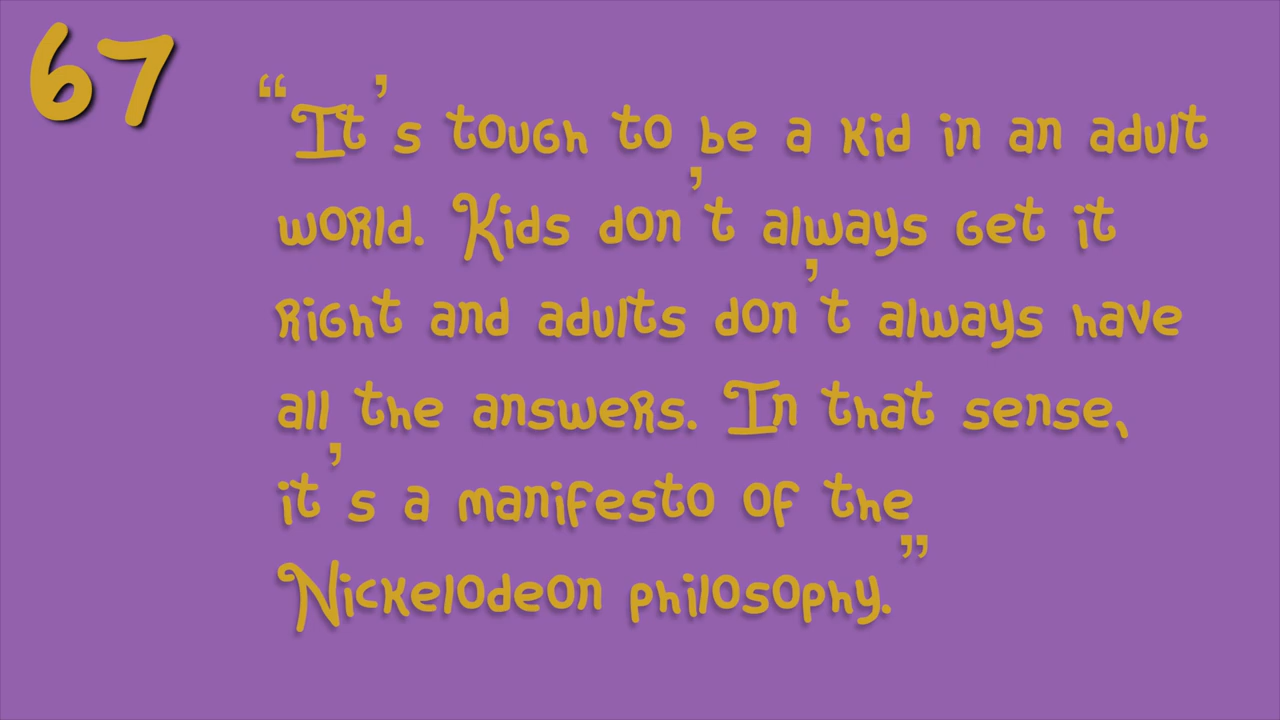 67
“It’s tough to be a kid in an adult
world. Kids don’t always get it
right and adults don’t always have
all the answers. In that sense,
it’s a manifesto of the
Nickelodeon philosophy.”